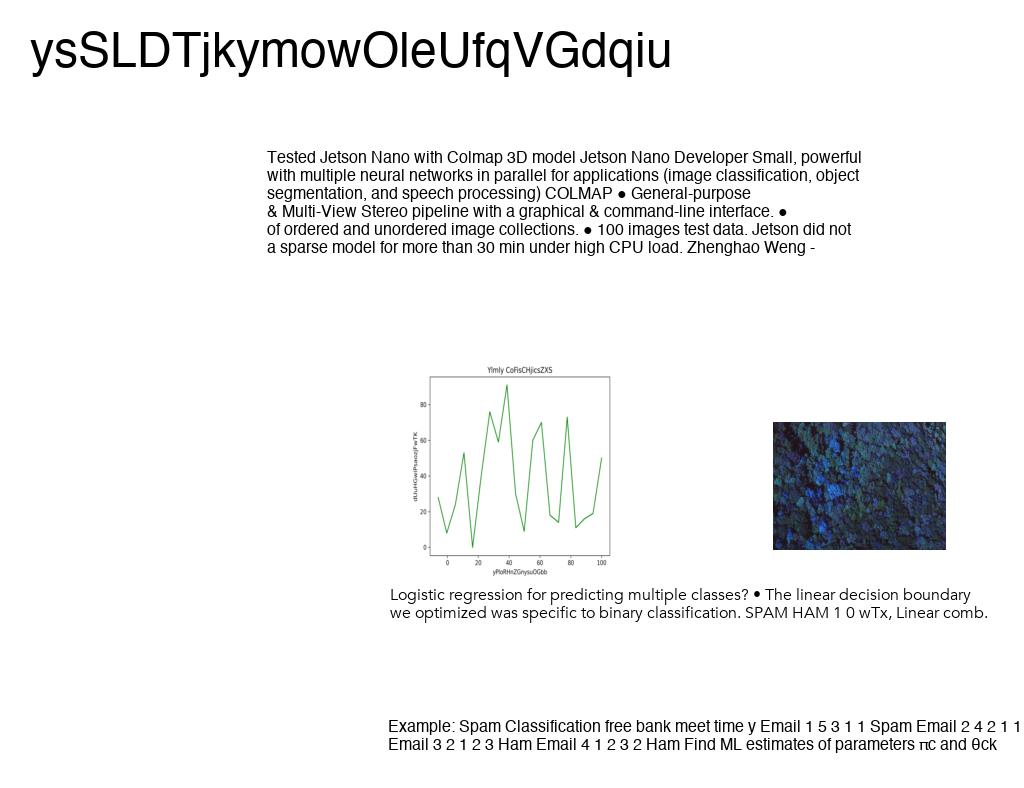 ysSLDTjkymowOleUfqVGdqiu
Tested Jetson Nano with Colmap 3D model Jetson Nano Developer Small, powerful
with multiple neural networks in parallel for applications (image classification, object
segmentation, and speech processing) COLMAP ● General-purpose
& Multi-View Stereo pipeline with a graphical & command-line interface. ●
of ordered and unordered image collections. ● 100 images test data. Jetson did not
a sparse model for more than 30 min under high CPU load. Zhenghao Weng -
80
60
40
20
0
0 20 40 60 80 100
Logistic regression for predicting multiple classes? • The linear decision boundary
we optimized was specific to binary classification. SPAM HAM 1 0 wTx, Linear comb.
Example: Spam Classification free bank meet time y Email 1 5 3 1 1 Spam Email 2 4 2 1 1
Email 3 2 1 2 3 Ham Email 4 1 2 3 2 Ham Find ML estimates of parameters πc and θck